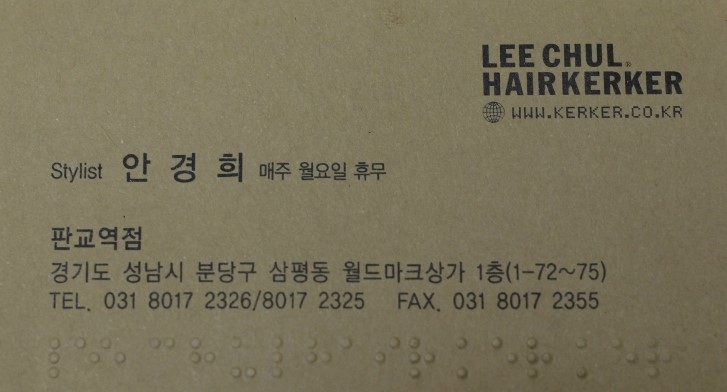 LEE CHUL®
HAIRKERKER
WWW.KERKER.CO.KR
Stylist 안 경 희 매주 월요일 휴무
판교역점
경기도 성남시 분당구 삼평동 월드마크상가 1층(1-72~75)
TEL. 031 8017 2326/8017 2325 FAX. 031 8017 2355